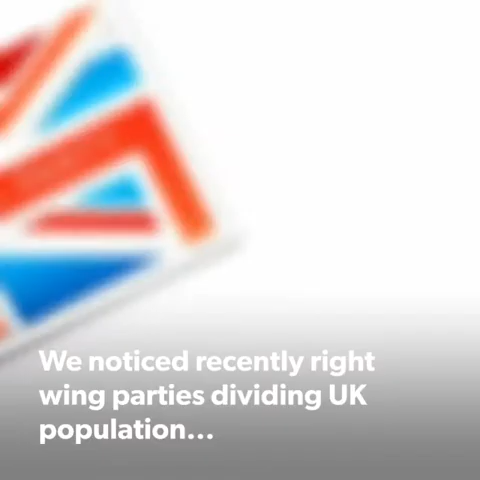 We noticed recently right
wing parties dividing UK
population...